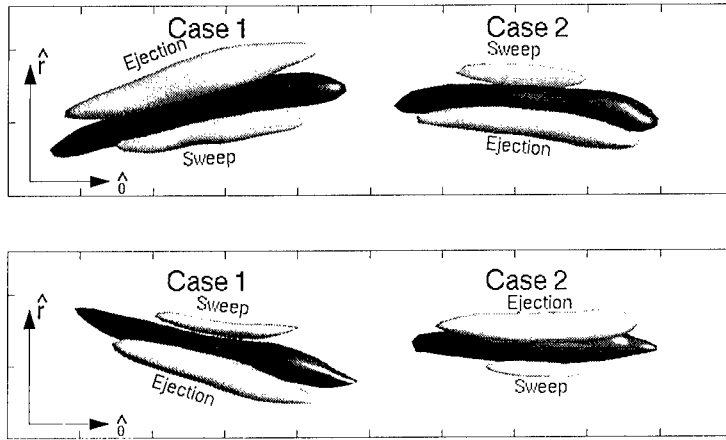 Case 1
Case 2
Ejection
Sweep
r̂
Sweep
Ejection
θ̂
Case 1
Case 2
Sweep
Ejection
r̂
Ejection
Sweep
θ̂